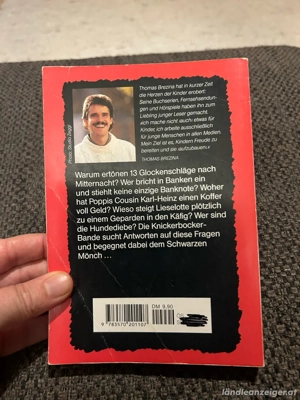 Thomas Brezina hat in kurzer Zeit
die Herzen der Kinder erobert:
Seine Buchserien, Fernsehsendun-
gen und Hörspiele haben ihn zum
Liebling junger Leser gemacht.
»Ich mache nicht auch etwas für
Kinder, ich arbeite ausschließlich
für junge Menschen in allen Medien.
Mein Ziel ist es, Kindern Freude zu
bereiten und sie ›aufzubauen‹«
THOMAS BREZINA
Warum ertönen 13 Glockenschläge nach
Mitternacht? Wer bricht in Banken ein
und stiehlt keine einzige Banknote? Woher
hat Poppis Cousin Karl-Heinz einen Koffer
voll Geld? Wieso steigt Lieselotte plötzlich
zu einem Geparden in den Käfig? Wer sind
die Hundediebe? Die Knickerbocker-
Bande sucht Antworten auf diese Fragen
und begegnet dabei dem Schwarzen
Mönch ...
DM 9.90
9 783570 201107
ländleanzeiger.at